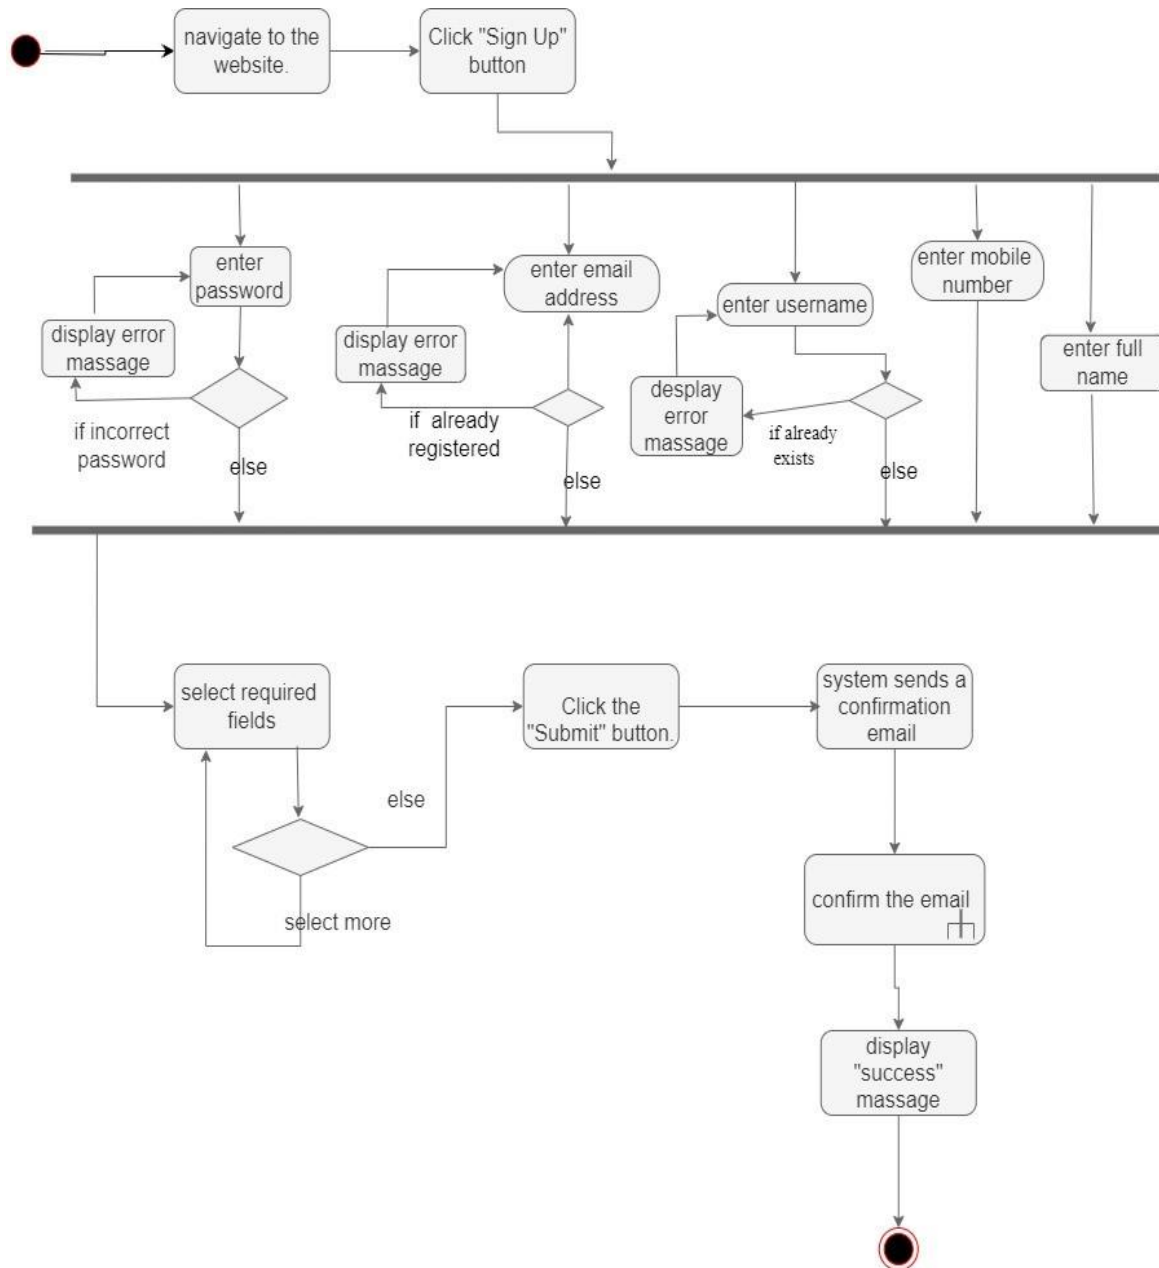 navigate to the
website.
Click "Sign Up"
button
enter
password
display error
massage
if incorrect
password
else
enter email
address
display error
massage
if already
registered
else
enter username
desplay
error
massage
if already
exists
else
enter mobile
number
enter full
name
select required
fields
else
select more
Click the
"Submit" button.
system sends a
confirmation
email
confirm the email
display
"success"
massage